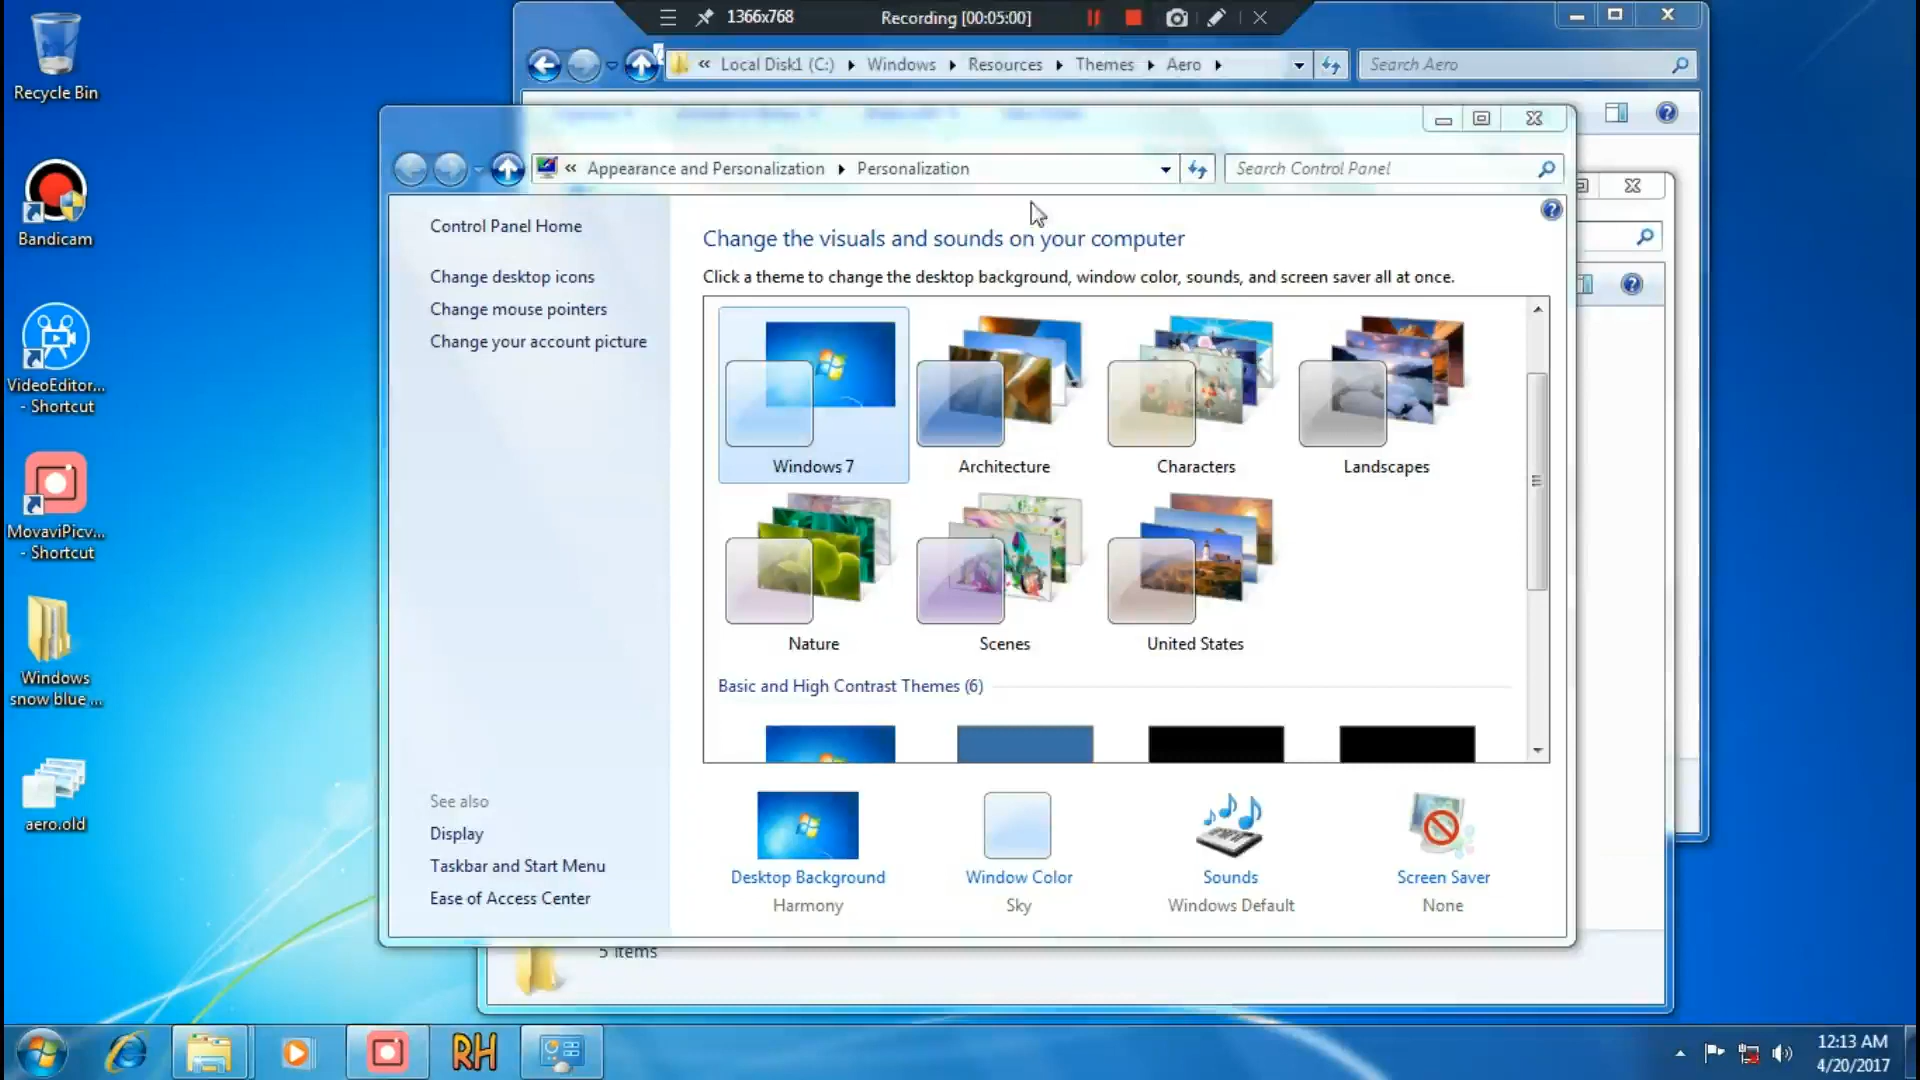 1366x768
Recording [00:05:00]
« Local Disk1 (C:) Windows Resources Themes Aero
Search Aero
« Appearance and Personalization Personalization
Search Control Panel
Control Panel Home
Change desktop icons
Change mouse pointers
Change your account picture
See also
Display
Taskbar and Start Menu
Ease of Access Center
Change the visuals and sounds on your computer
Click a theme to change the desktop background, window color, sounds, and screen saver all at once.
Windows 7
Architecture
Characters
Landscapes
Nature
Scenes
United States
Basic and High Contrast Themes (6)
Desktop Background
Harmony
Window Color
Sky
Sounds
Windows Default
Screen Saver
None
5 items
Recycle Bin
Bandicam
VideoEditor...
- Shortcut
MovaviPicv...
- Shortcut
Windows
snow blue ...
aero.old
RH
12:13 AM
4/20/2017